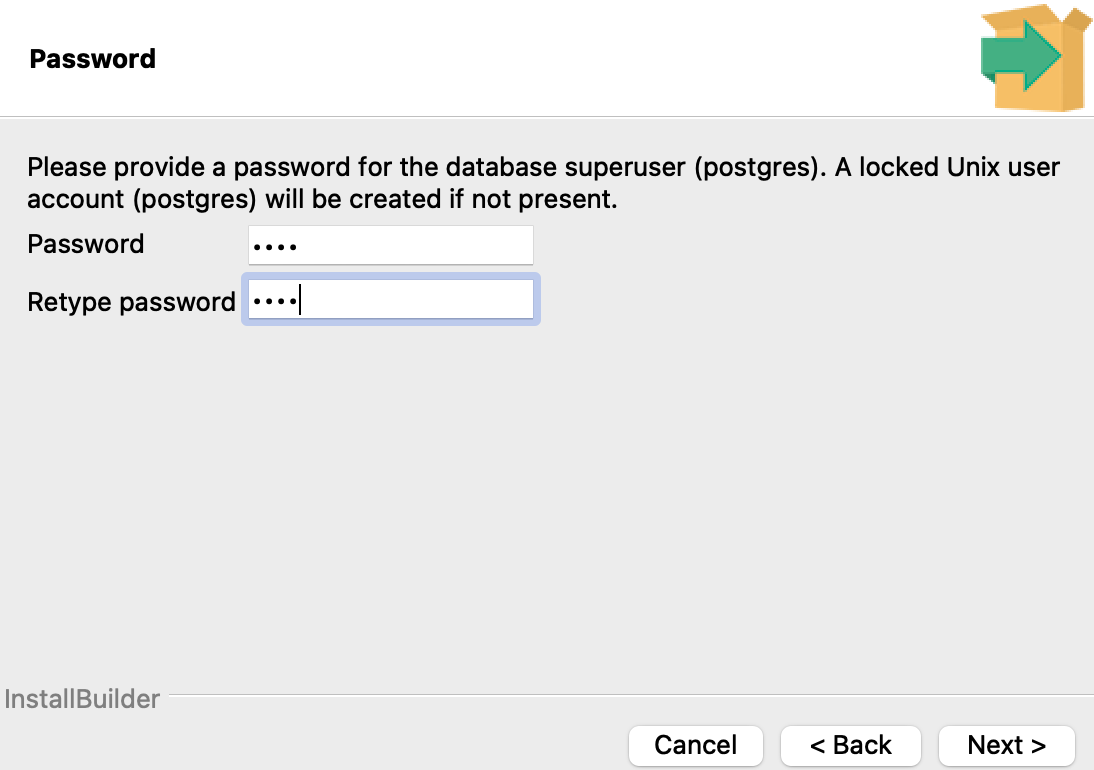 Password
Please provide a password for the database superuser (postgres). A locked Unix user
account (postgres) will be created if not present.
Password ••••
Retype password ••••
InstallBuilder
Cancel < Back Next >